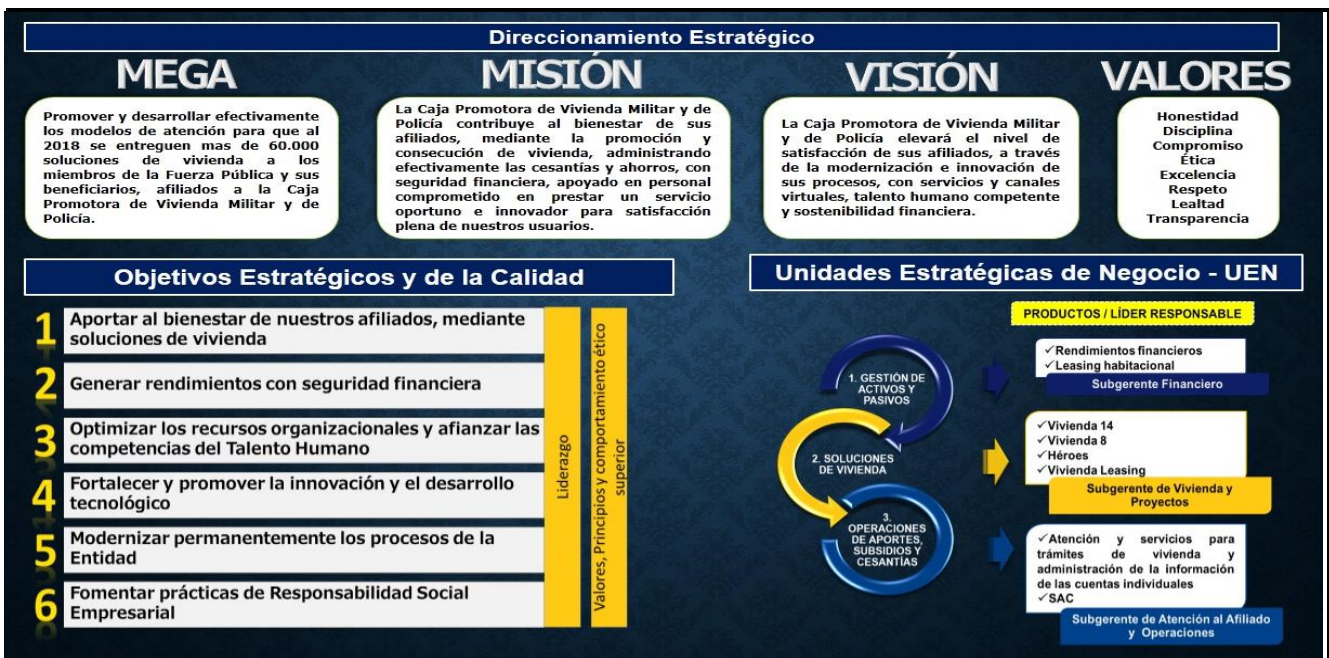 Direccionamiento Estratégico
MEGA
Promover y desarrollar efectivamente
los modelos de atención para que al
2018 se entreguen mas de 60.000
soluciones de vivienda a los
miembros de la Fuerza Pública y sus
beneficiarios, afiliados a la Caja
Promotora de Vivienda Militar y de
Policía.
MISIÓN
La Caja Promotora de Vivienda Militar y de
Policía contribuye al bienestar de sus
afiliados, mediante la promoción y
consecución de vivienda, administrando
efectivamente las cesantías y ahorros, con
seguridad financiera, apoyado en personal
comprometido en prestar un servicio
oportuno e innovador para satisfacción
plena de nuestros usuarios.
VISIÓN
La Caja Promotora de Vivienda Militar
y de Policía elevará el nivel de
satisfacción de sus afiliados, a través
de la modernización e innovación de
sus procesos, con servicios y canales
virtuales, talento humano competente
y sostenibilidad financiera.
VALORES
Honestidad
Disciplina
Compromiso
Ética
Excelencia
Respeto
Lealtad
Transparencia
Objetivos Estratégicos y de la Calidad
1 Aportar al bienestar de nuestros afiliados, mediante
soluciones de vivienda
2 Generar rendimientos con seguridad financiera
3 Optimizar los recursos organizacionales y afianzar las
competencias del Talento Humano
4 Fortalecer y promover la innovación y el desarrollo
tecnológico
5 Modernizar permanentemente los procesos de la
Entidad
6 Fomentar prácticas de Responsabilidad Social
Empresarial
Liderazgo
Valores, Principios y comportamiento ético
superior
Unidades Estratégicas de Negocio - UEN
PRODUCTOS / LÍDER RESPONSABLE
1. GESTIÓN DE
ACTIVOS Y
PASIVOS
✓Rendimientos financieros
✓Leasing habitacional
Subgerente Financiero
2. SOLUCIONES
DE VIVIENDA
✓Vivienda 14
✓Vivienda 8
✓Héroes
✓Vivienda Leasing
Subgerente de Vivienda y
Proyectos
3.
OPERACIONES
DE APORTES,
SUBSIDIOS Y
CESANTÍAS
✓Atención y servicios para
trámites de vivienda y
administración de la información
de las cuentas individuales
✓SAC
Subgerente de Atención al Afiliado
y Operaciones